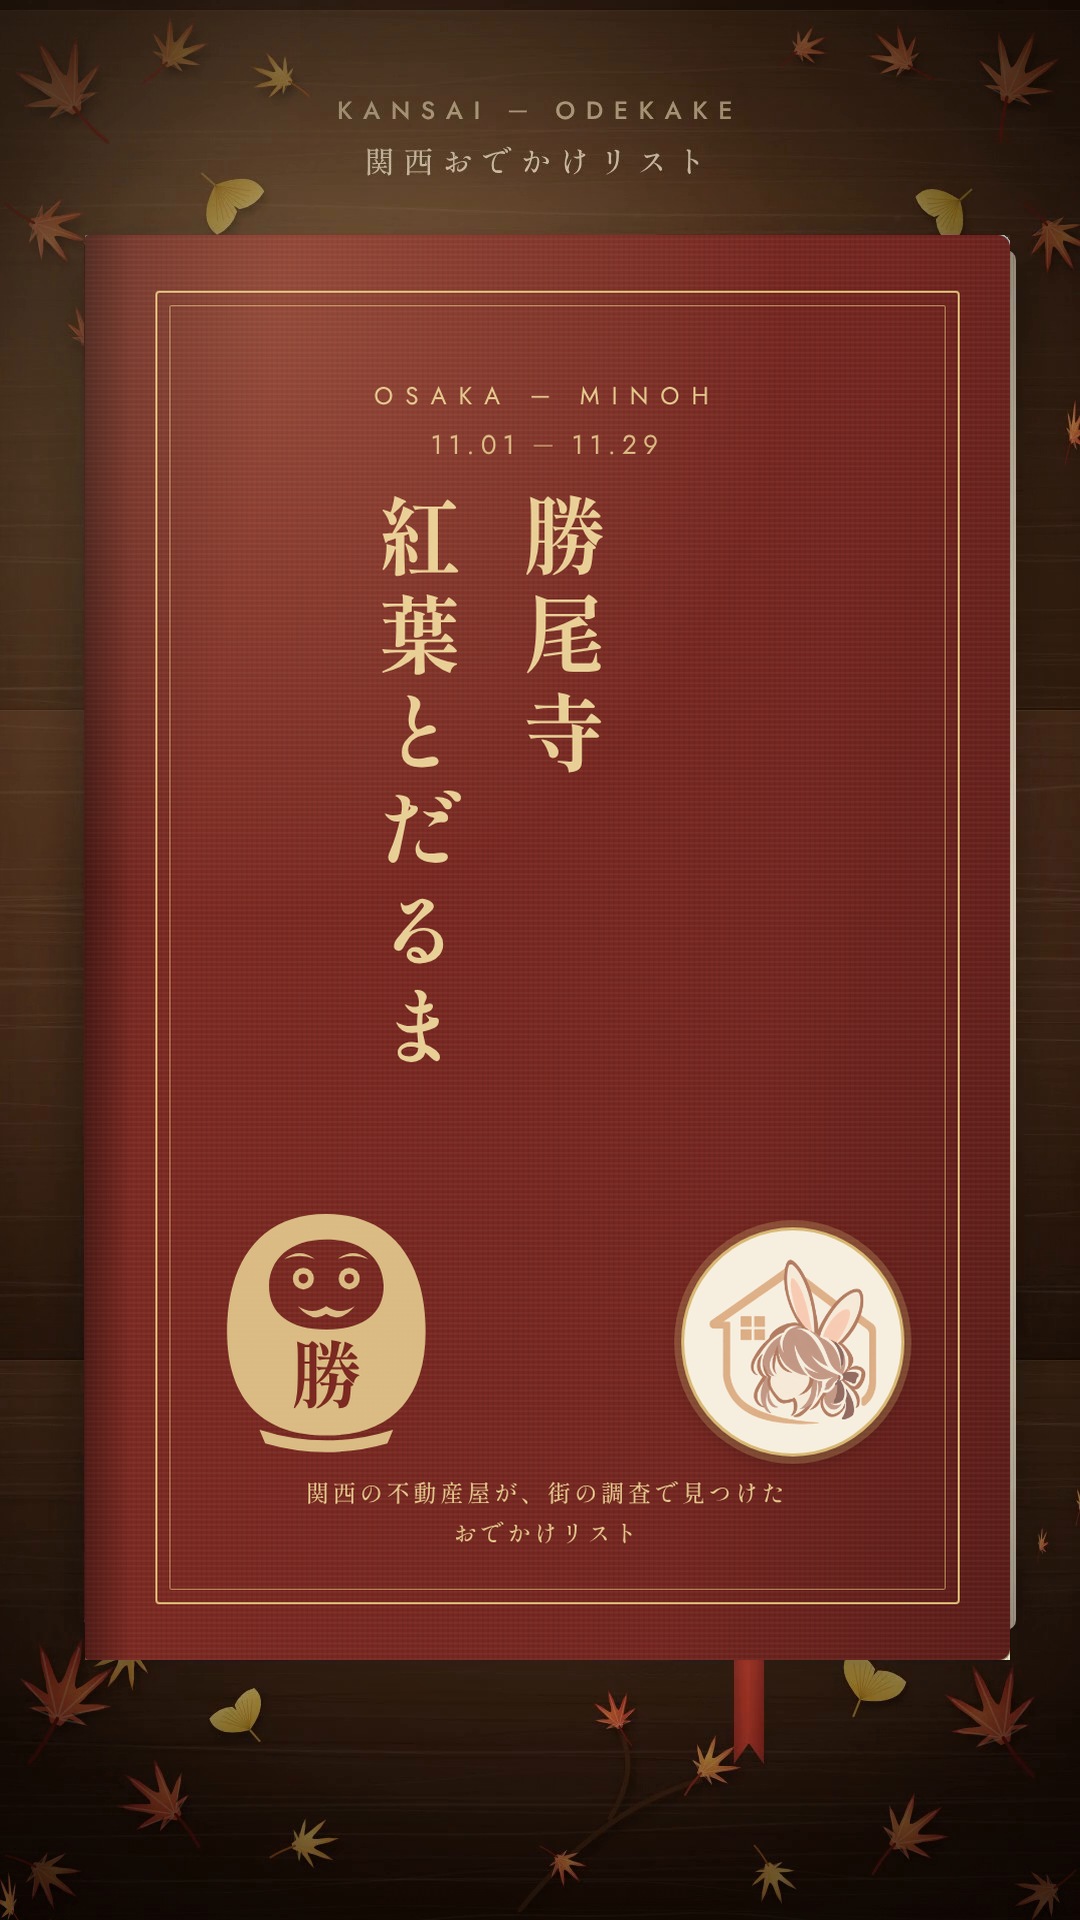 KANSAI — ODEKAKE
関西おでかけリスト
OSAKA — MINOH
11.01 — 11.29
勝尾寺
紅葉とだるま
勝
関西の不動産屋が、街の調査で見つけた
おでかけリスト